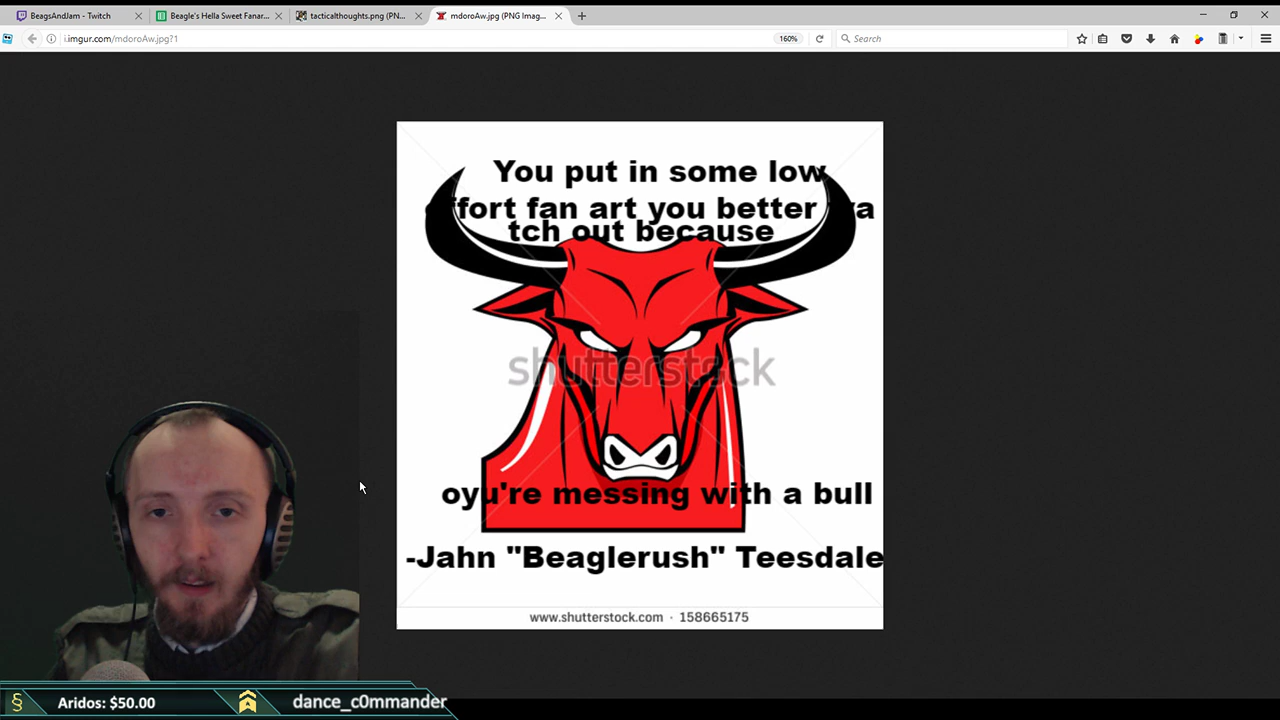 BeagsAndJam - Twitch
Beagle's Hella Sweet Fanar...
tacticalthoughts.png (PN...
mdoroAw.jpg (PNG Imag...
i.imgur.com/mdoroAw.jpg?1
160%
Search
You put in some low
effort fan art you better wa
tch out because
shutterstock
oyu're messing with a bull
-Jahn "Beaglerush" Teesdale
www.shutterstock.com · 158665175
Aridos: $50.00
dance_c0mmander